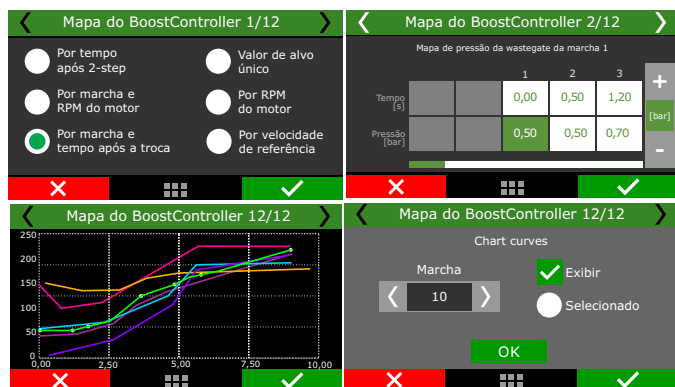 Mapa do BoostController 1/12
Por tempo
após 2-step
Valor de alvo
único
Por marcha e
RPM do motor
Por RPM
do motor
Por marcha e
tempo após a troca
Por velocidade
de referência
Mapa do BoostController 2/12
Mapa de pressão da wastegate da marcha 1
1 2 3
Tempo
[s]
0,00 0,50 1,20
+
[bar]
-
Pressão
[bar]
0,50 0,50 0,70
Mapa do BoostController 12/12
250
200
150
100
50
0
0,00 2,50 5,00 7,50 10,00
Mapa do BoostController 12/12
Chart curves
Marcha
10
Exibir
Selecionado
OK